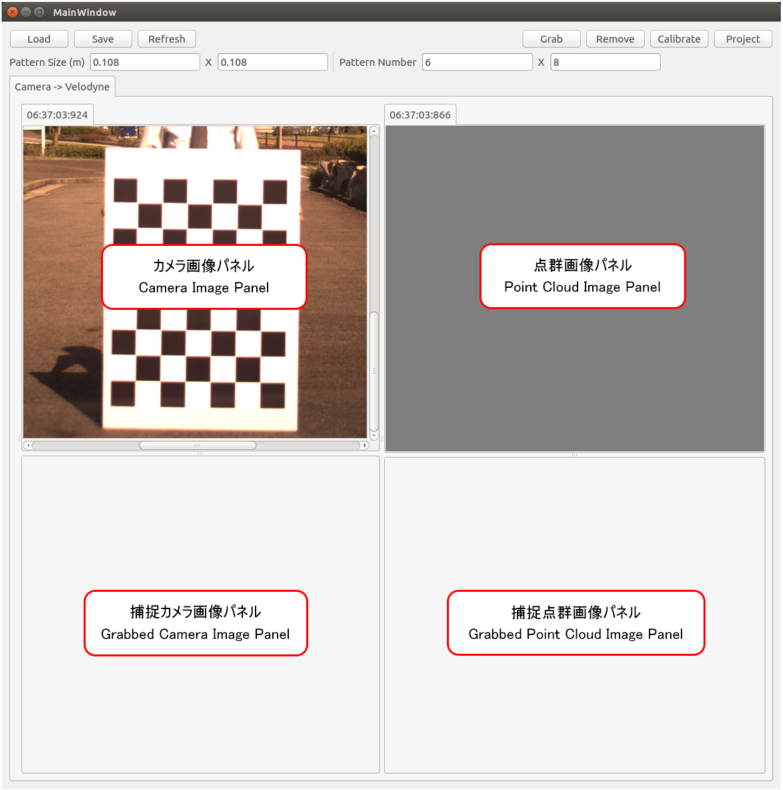 MainWindow
Load Save Refresh Grab Remove Calibrate Project
Pattern Size (m) 0.108 X 0.108 Pattern Number 6 X 8
Camera -> Velodyne
06:37:03:924 06:37:03:866
カメラ画像パネル
Camera Image Panel
点群画像パネル
Point Cloud Image Panel
捕捉カメラ画像パネル
Grabbed Camera Image Panel
捕捉点群画像パネル
Grabbed Point Cloud Image Panel